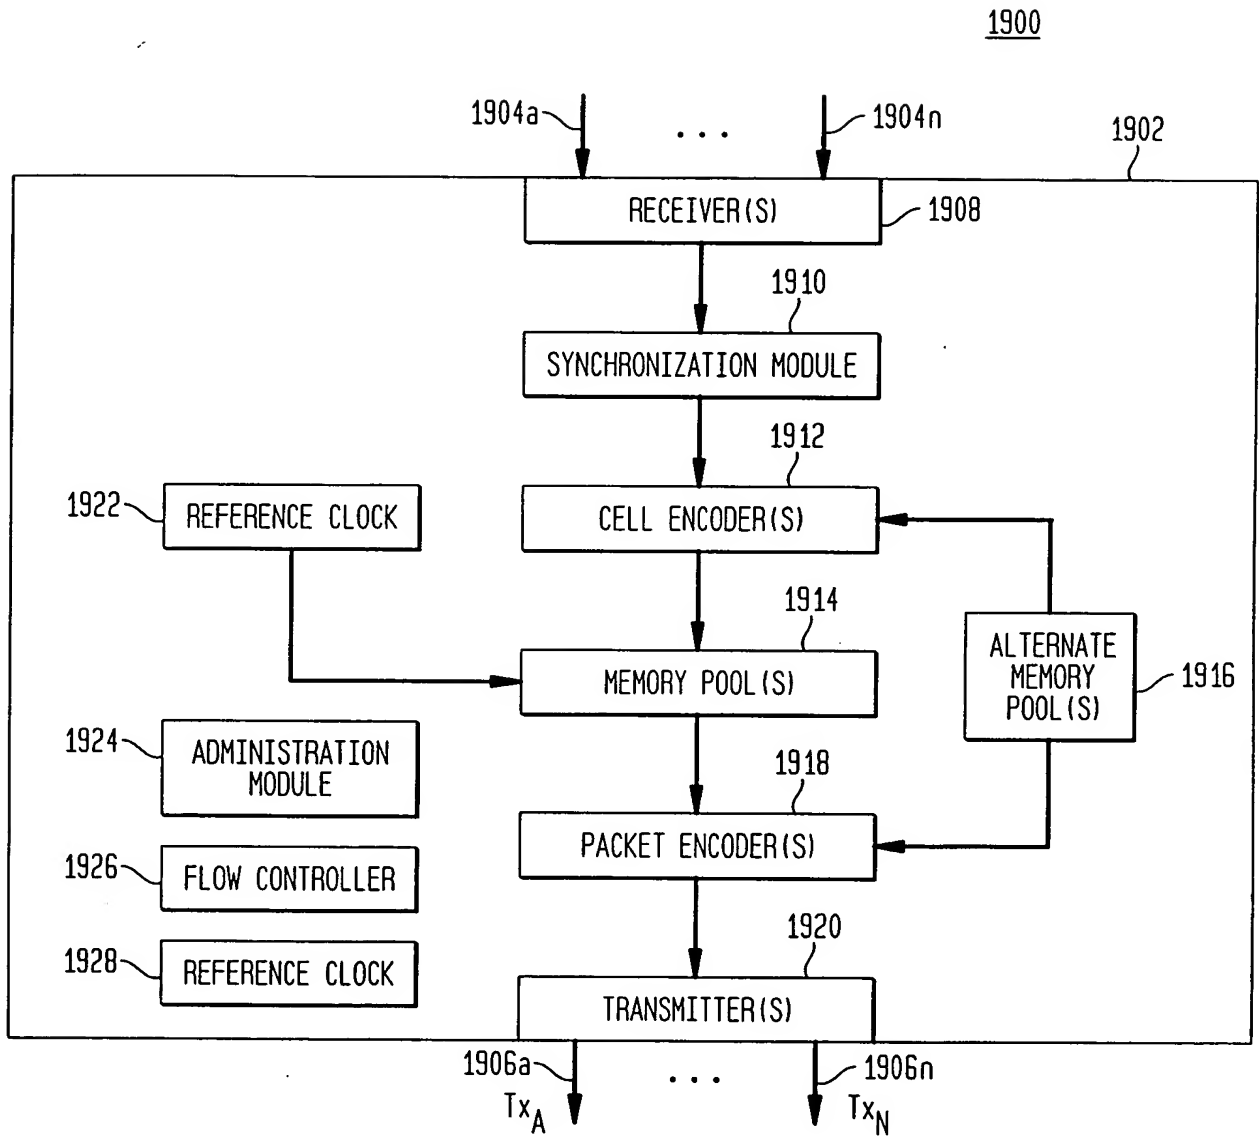 1900
1904a
...
1904n
1902
RECEIVER(S)
1908
1910
SYNCHRONIZATION MODULE
1912
1922
REFERENCE CLOCK
CELL ENCODER(S)
1914
ALTERNATE
MEMORY
POOL(S)
1916
MEMORY POOL(S)
1924
ADMINISTRATION
MODULE
1918
PACKET ENCODER(S)
1926
FLOW CONTROLLER
1920
1928
REFERENCE CLOCK
TRANSMITTER(S)
1906a
...
1906n
TxA
TxN